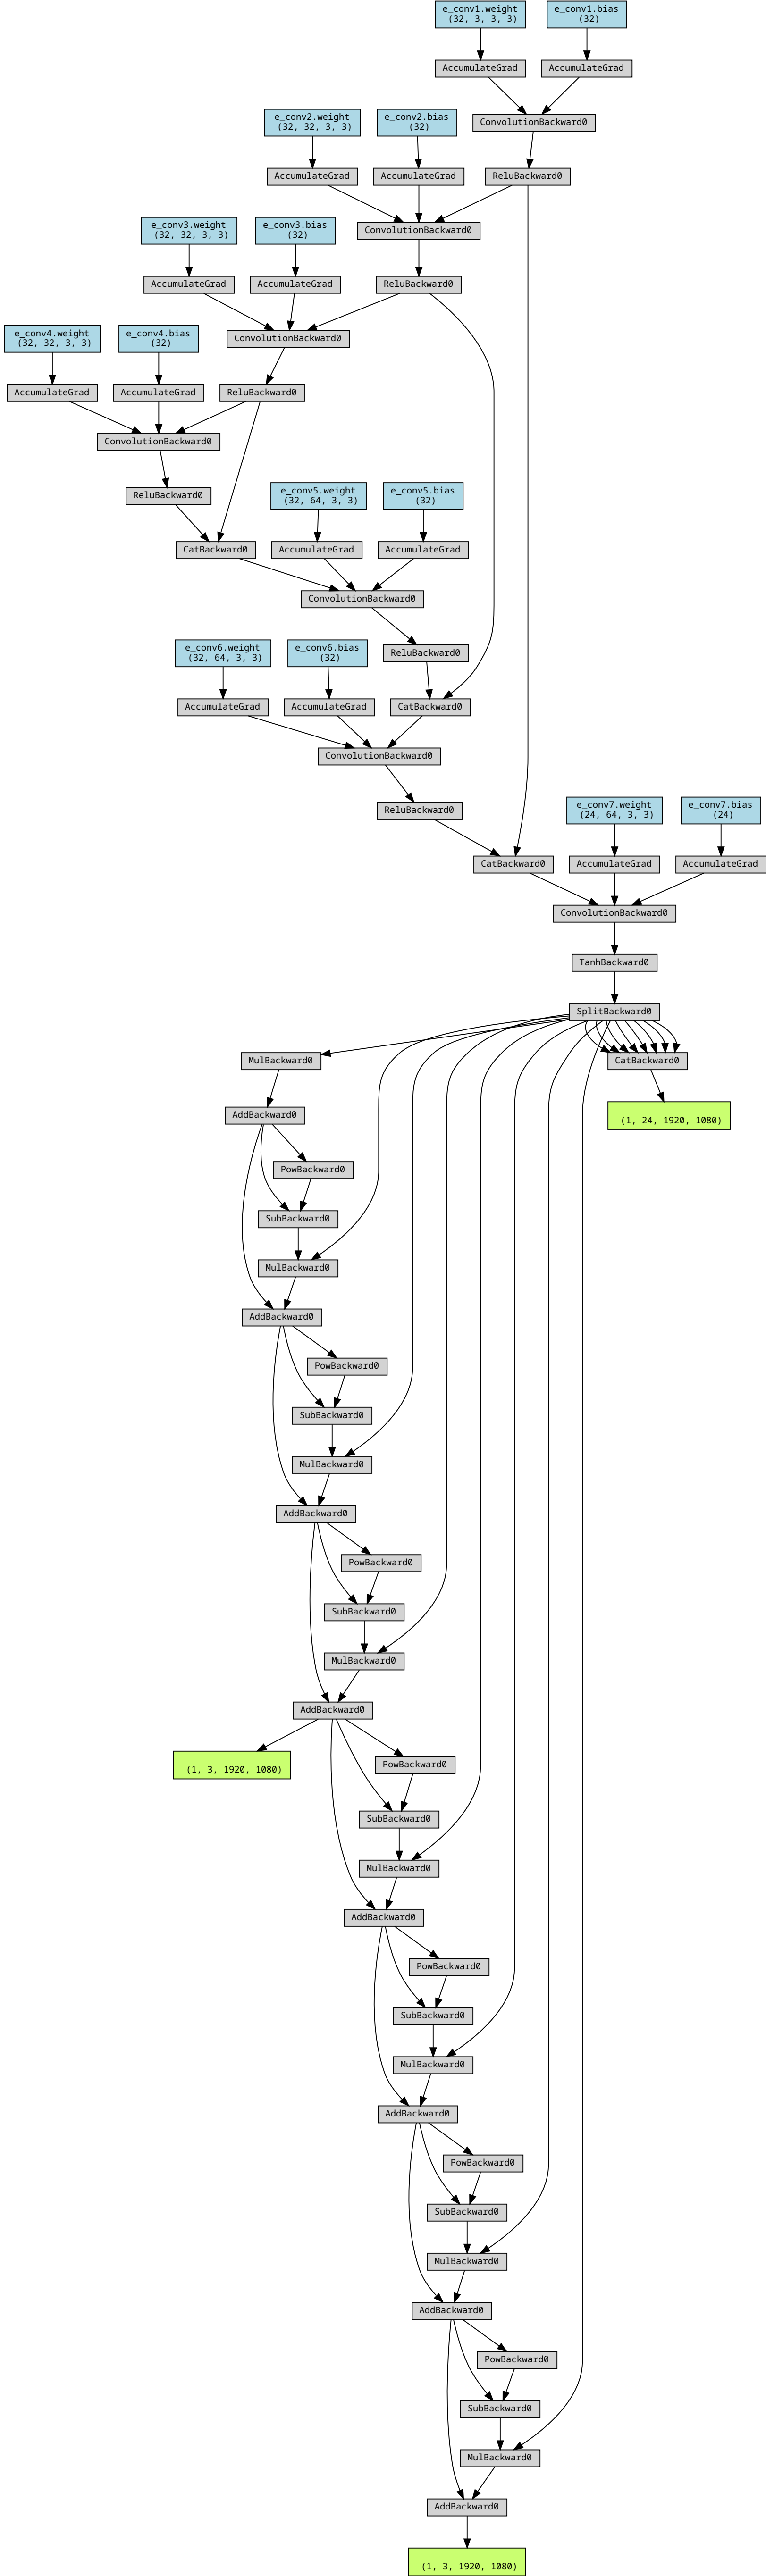 e_conv1.weight
(32, 3, 3, 3)
e_conv1.bias
(32)
AccumulateGrad
AccumulateGrad
e_conv2.weight
(32, 32, 3, 3)
e_conv2.bias
(32)
ConvolutionBackward0
AccumulateGrad
AccumulateGrad
ReluBackward0
e_conv3.weight
(32, 32, 3, 3)
e_conv3.bias
(32)
ConvolutionBackward0
AccumulateGrad
AccumulateGrad
ReluBackward0
e_conv4.weight
(32, 32, 3, 3)
e_conv4.bias
(32)
ConvolutionBackward0
AccumulateGrad
AccumulateGrad
ReluBackward0
ConvolutionBackward0
ReluBackward0
e_conv5.weight
(32, 64, 3, 3)
e_conv5.bias
(32)
CatBackward0
AccumulateGrad
AccumulateGrad
ConvolutionBackward0
e_conv6.weight
(32, 64, 3, 3)
e_conv6.bias
(32)
ReluBackward0
AccumulateGrad
AccumulateGrad
CatBackward0
ConvolutionBackward0
ReluBackward0
e_conv7.weight
(24, 64, 3, 3)
e_conv7.bias
(24)
CatBackward0
AccumulateGrad
AccumulateGrad
ConvolutionBackward0
TanhBackward0
SplitBackward0
MulBackward0
CatBackward0
AddBackward0
(1, 24, 1920, 1080)
PowBackward0
SubBackward0
MulBackward0
AddBackward0
PowBackward0
SubBackward0
MulBackward0
AddBackward0
PowBackward0
SubBackward0
MulBackward0
AddBackward0
(1, 3, 1920, 1080)
PowBackward0
SubBackward0
MulBackward0
AddBackward0
PowBackward0
SubBackward0
MulBackward0
AddBackward0
PowBackward0
SubBackward0
MulBackward0
AddBackward0
PowBackward0
SubBackward0
MulBackward0
AddBackward0
(1, 3, 1920, 1080)